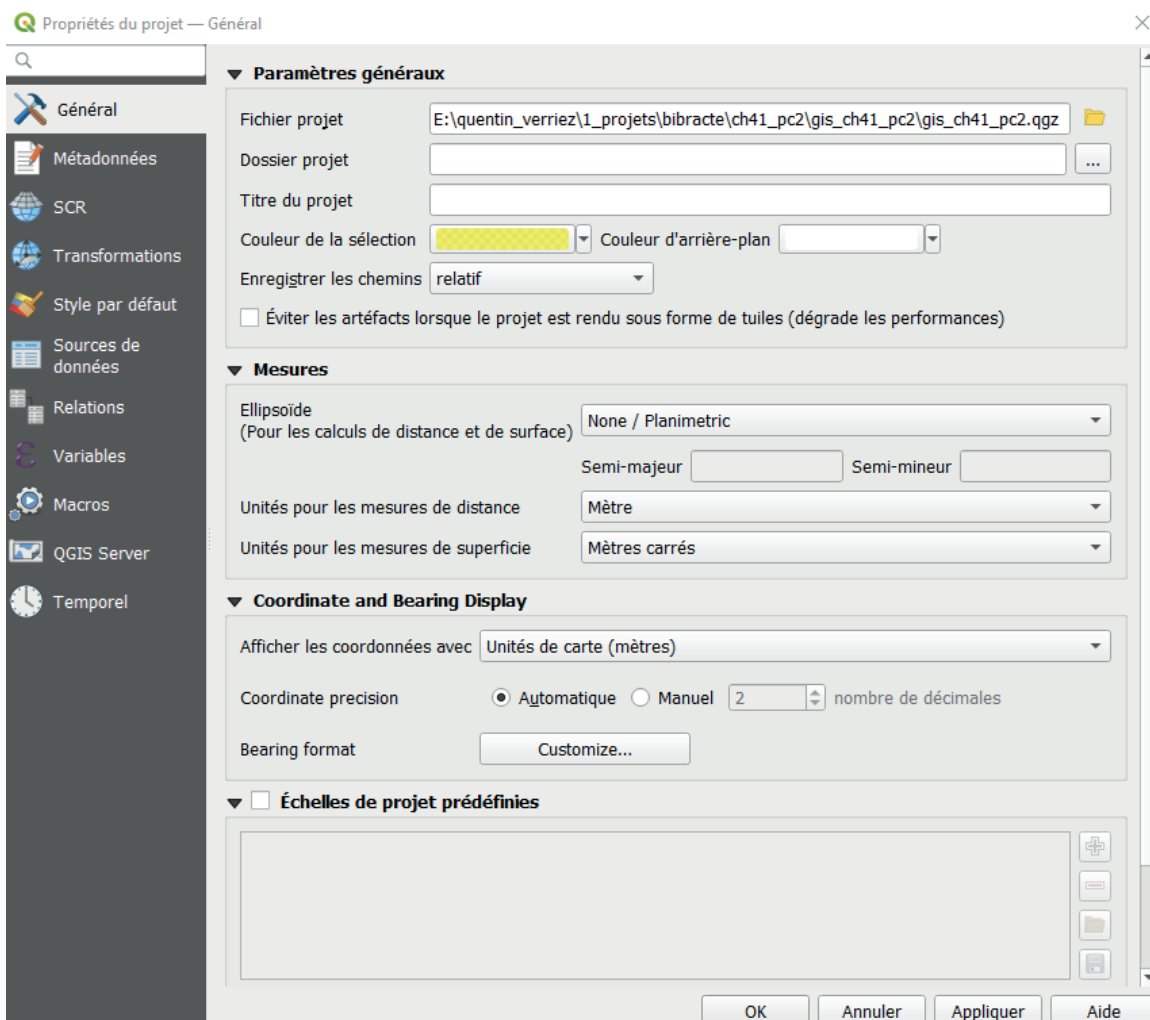 Propriétés du projet — Général
Général
Métadonnées
SCR
Transformations
Style par défaut
Sources de
données
Relations
Variables
Macros
QGIS Server
Temporel
Paramètres généraux
Fichier projet E:\quentin_verriez\1_projets\bibracte\ch41_pc2\gis_ch41_pc2\gis_ch41_pc2.qgz
Dossier projet ...
Titre du projet
Couleur de la sélection Couleur d'arrière-plan
Enregistrer les chemins relatif
Éviter les artéfacts lorsque le projet est rendu sous forme de tuiles (dégrade les performances)
Mesures
Ellipsoïde
(Pour les calculs de distance et de surface) None / Planimetric
Semi-majeur Semi-mineur
Unités pour les mesures de distance Mètre
Unités pour les mesures de superficie Mètres carrés
Coordinate and Bearing Display
Afficher les coordonnées avec Unités de carte (mètres)
Coordinate precision Automatique Manuel 2 nombre de décimales
Bearing format Customize...
Échelles de projet prédéfinies
OK Annuler Appliquer Aide